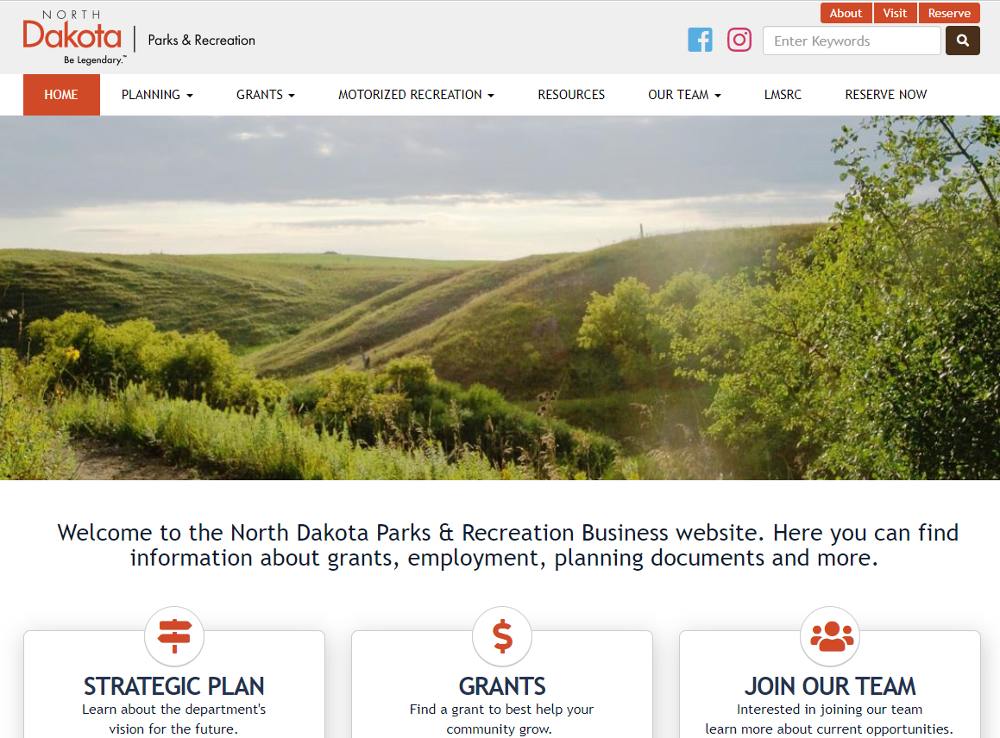 NORTH
Dakota
Be Legendary.™
Parks & Recreation
About
Visit
Reserve
Enter Keywords
HOME
PLANNING
GRANTS
MOTORIZED RECREATION
RESOURCES
OUR TEAM
LMSRC
RESERVE NOW
Welcome to the North Dakota Parks & Recreation Business website. Here you can find
information about grants, employment, planning documents and more.
STRATEGIC PLAN
Learn about the department's
vision for the future.
GRANTS
Find a grant to best help your
community grow.
JOIN OUR TEAM
Interested in joining our team
learn more about current opportunities.